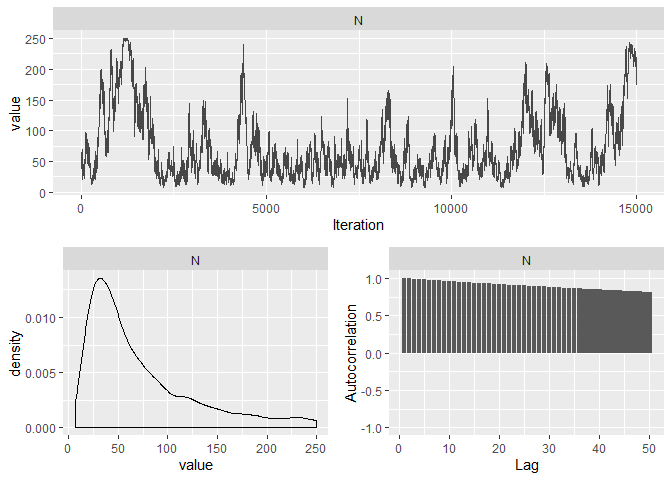 N
value
250
200
150
100
50
0
0 5000 10000 15000
Iteration
N
density
0.010
0.005
0.000
0 50 100 150 200 250
value
N
Autocorrelation
1.0
0.5
0.0
-0.5
-1.0
0 10 20 30 40 50
Lag